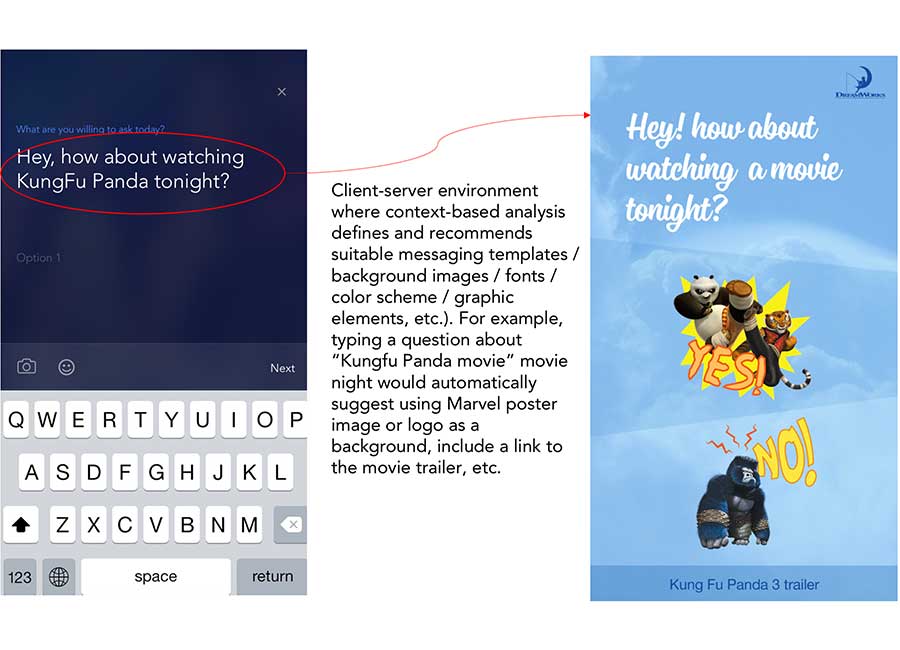 What are you willing to ask today?
Hey, how about watching
KungFu Panda tonight?
Option 1
Next
Q W E R T Y U I O P
A S D F G H J K L
Z X C V B N M
123 space return
Client-server environment
where context-based analysis
defines and recommends
suitable messaging templates /
background images / fonts /
color scheme / graphic
elements, etc.). For example,
typing a question about
“Kungfu Panda movie” movie
night would automatically
suggest using Marvel poster
image or logo as a
background, include a link to
the movie trailer, etc.
DREAMWORKS
Hey! how about
watching a movie
tonight?
YES!
NO!
Kung Fu Panda 3 trailer